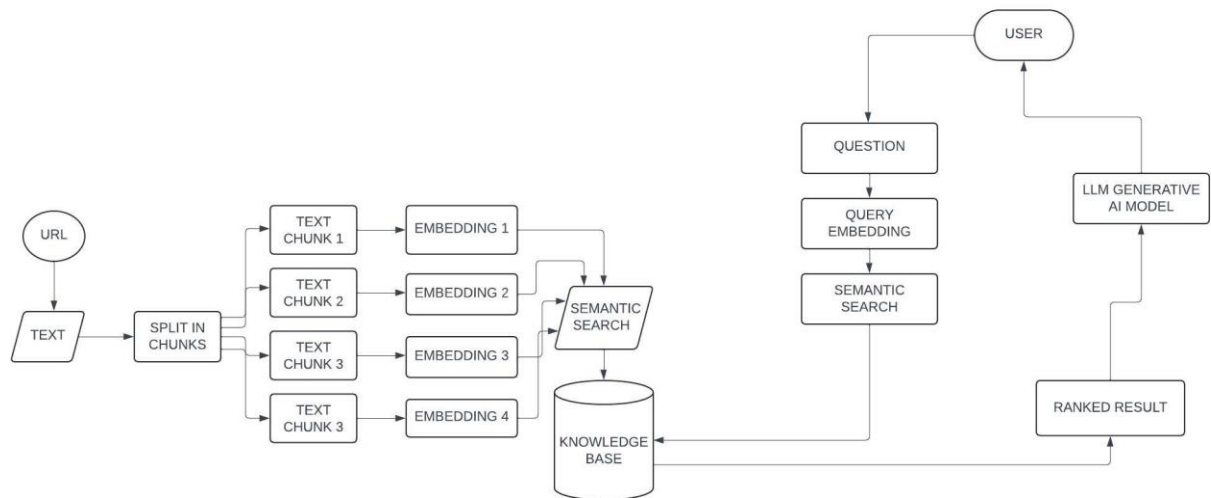 USER
QUESTION
LLM GENERATIVE
AI MODEL
QUERY
EMBEDDING
URL
TEXT
CHUNK 1
EMBEDDING 1
TEXT
CHUNK 2
EMBEDDING 2
SEMANTIC
SEARCH
SEMANTIC
SEARCH
TEXT
SPLIT IN
CHUNKS
TEXT
CHUNK 3
EMBEDDING 3
TEXT
CHUNK 3
EMBEDDING 4
KNOWLEDGE
BASE
RANKED RESULT